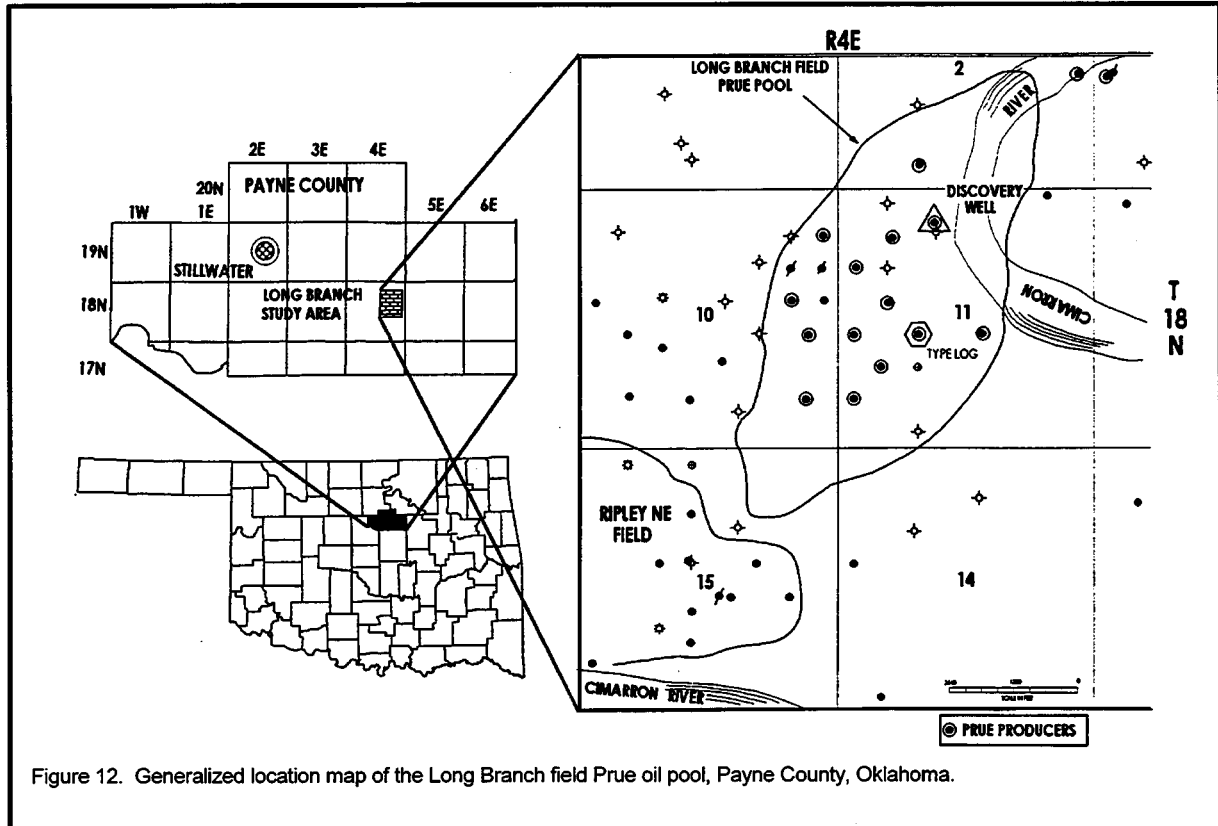 R4E
LONG BRANCH FIELD
PRUE POOL
2
RIVER
DISCOVERY
WELL
CIMARRON
10
11
TYPE LOG
T
18
N
RIPLEY NE
FIELD
15
14
CIMARRON RIVER
SCALE IN FEET
PRUE PRODUCERS
2E 3E 4E
20N
PAYNE COUNTY
1W 1E 5E 6E
19N
STILLWATER
18N
LONG BRANCH
STUDY AREA
17N
Figure 12. Generalized location map of the Long Branch field Prue oil pool, Payne County, Oklahoma.